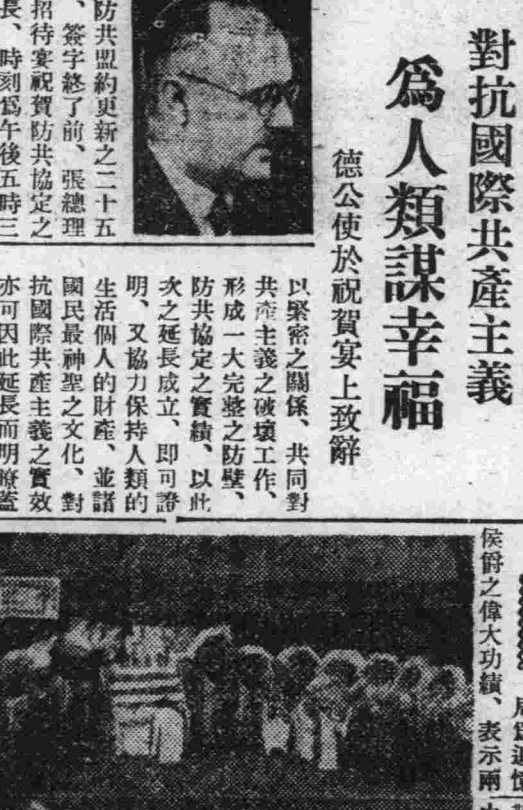 對抗國際共產主義
爲人類謀幸福
德公使於祝賀宴上致辭
防共盟約更新之二十五
、簽字終了前、張總理
招待宴祝賀防共協定之
長、時刻爲午後五時三
以緊密之關係、共同對
共產主義之破壞工作、
形成一大完整之防壁、
防共協定之實績、以此
次之延長成立、即可證
明、又協力保持人類的
生活個人的財產、並諸
國民最神聖之文化、對
抗國際共產主義之實效
亦可因此延長而明瞭蓋
侯爵之偉大功績、表示兩